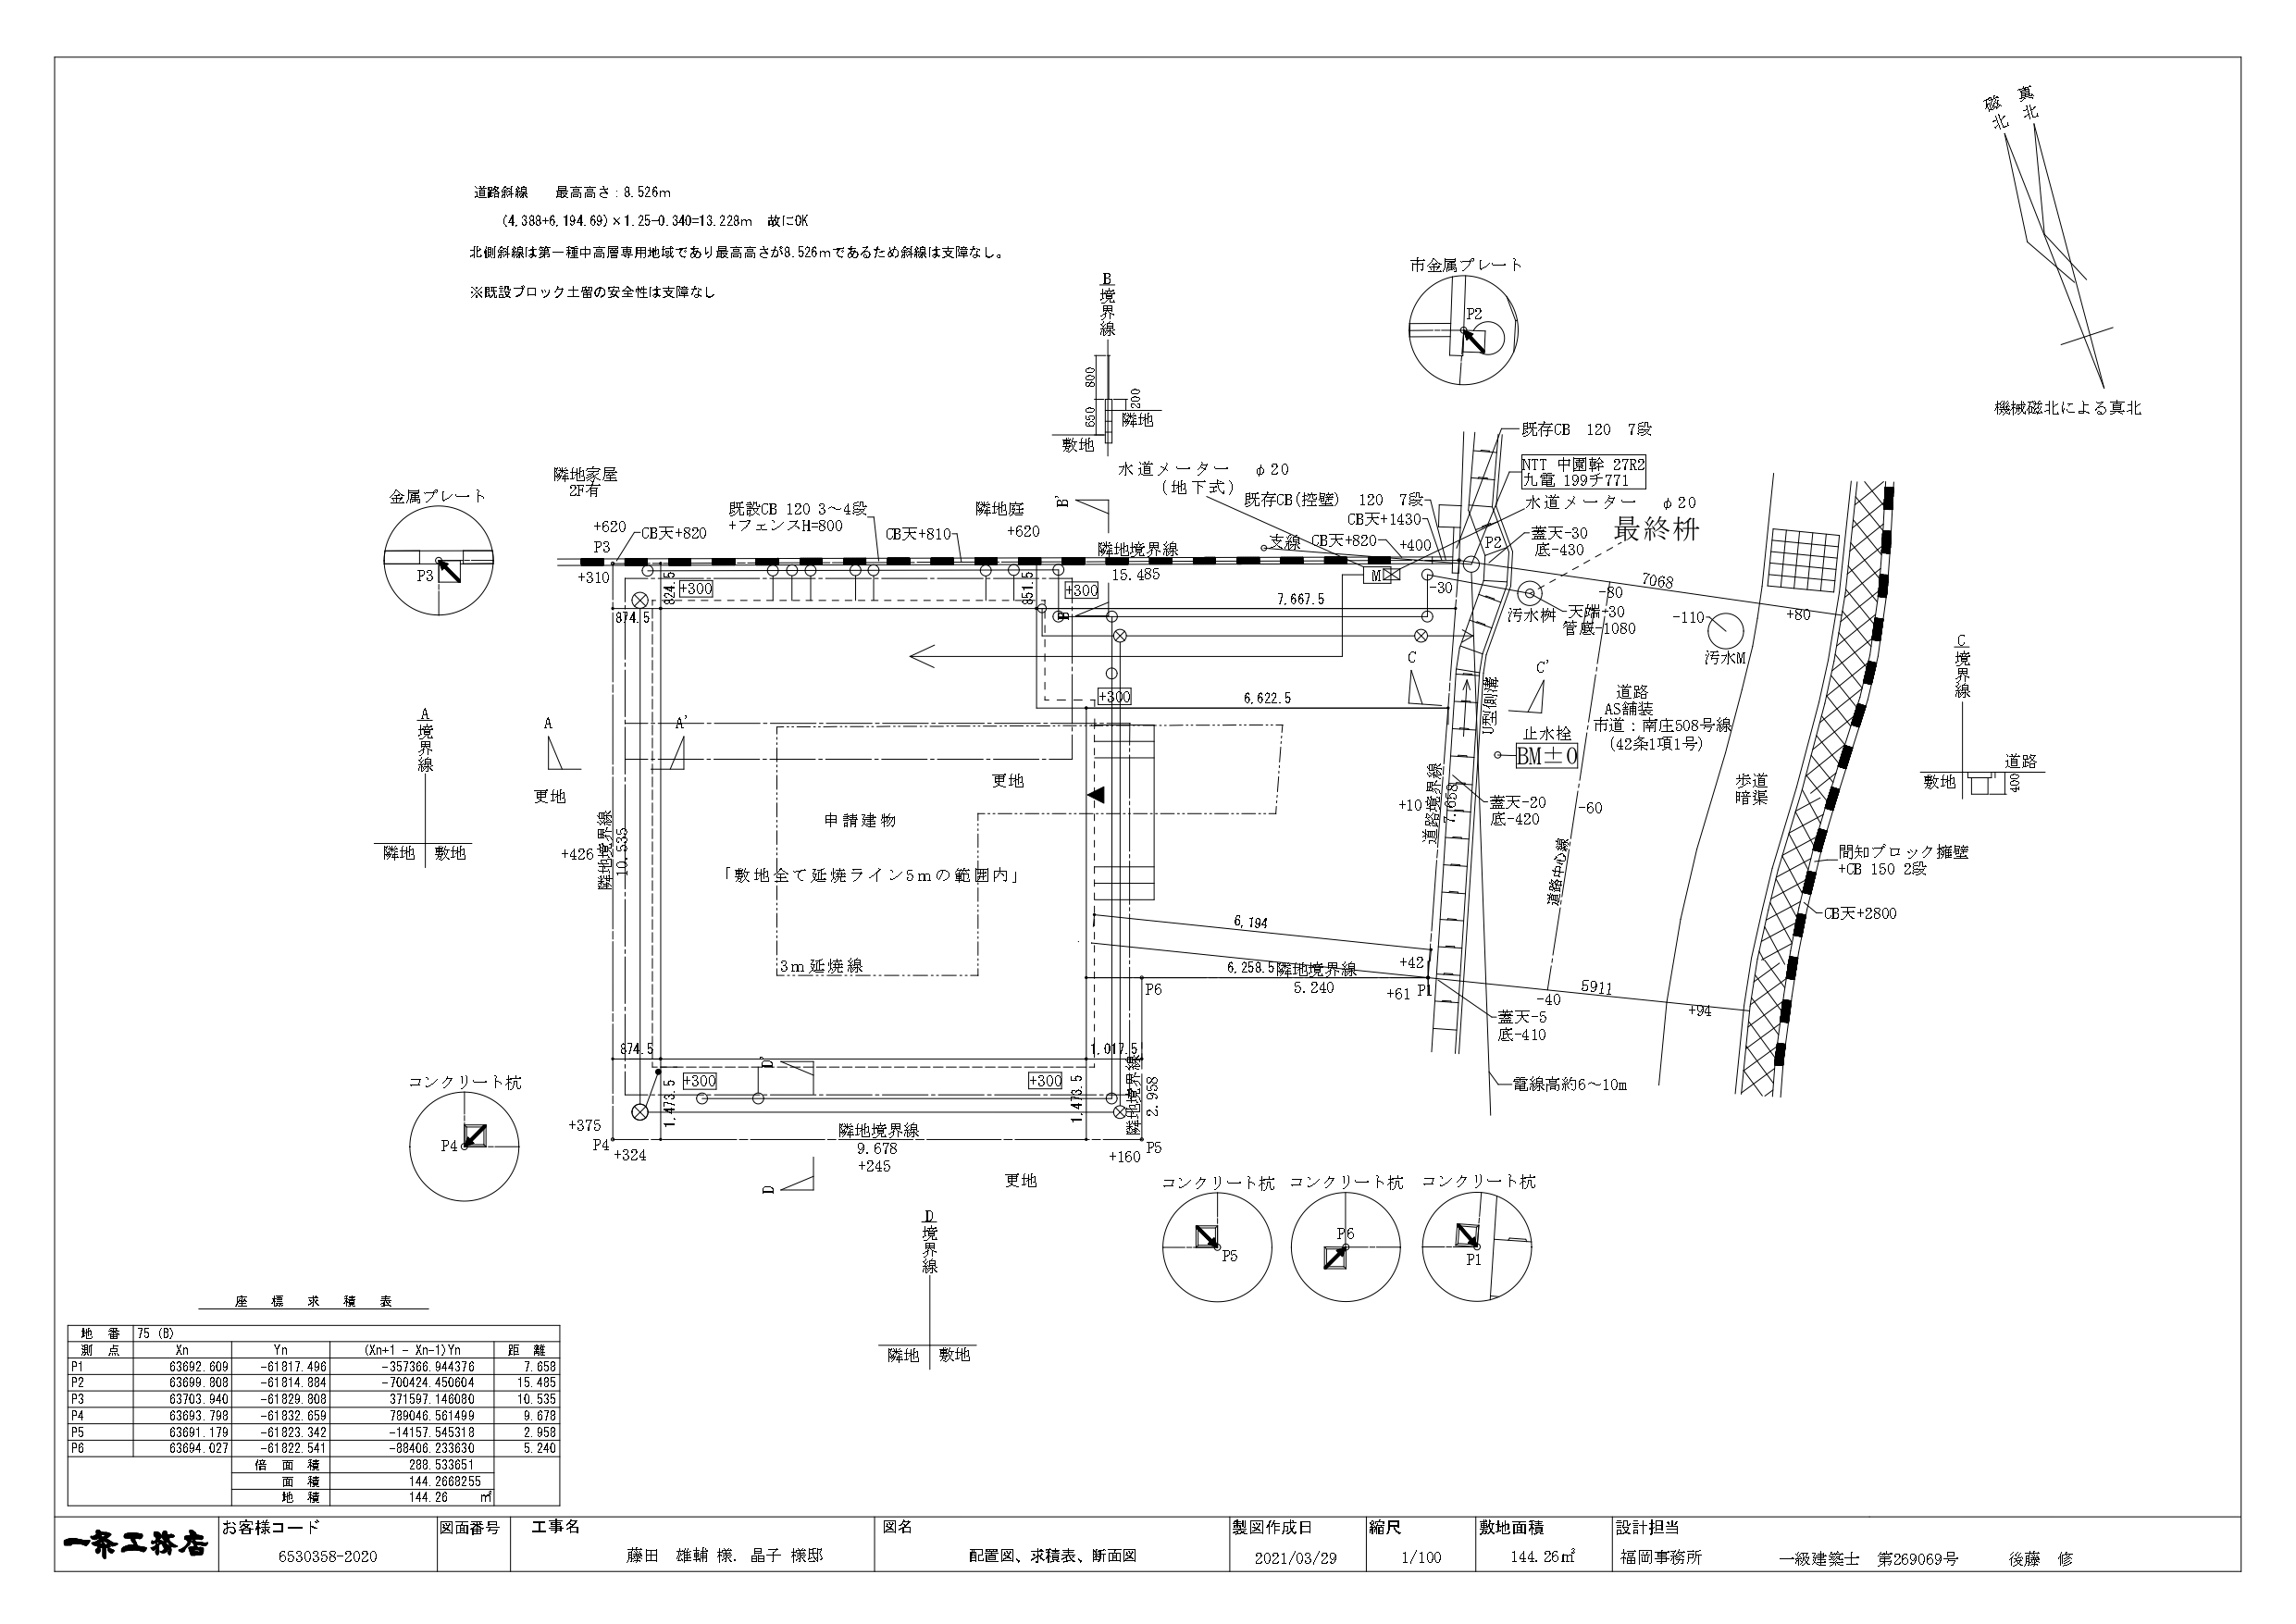 磁北
真北
機械磁北による真北
道路斜線　最高高さ：8.526m
(4,388+6,194.69)×1.25-0.340=13.228m　故にOK
北側斜線は第一種中高層専用地域であり最高高さが8.526mであるため斜線は支障なし。
※既設ブロック土留の安全性は支障なし
B
境界線
800
650
200
隣地
敷地
市金属プレート
P2
金属プレート
P3
隣地家屋
2F有
+620
P3
+310
CB天+820
既設CB 120 3～4段
+フェンスH=800
CB天+810
隣地庭
+620
B'
水道メーター　φ20
(地下式)
既存CB(控壁)　120　7段
CB天+1430
支線
CB天+820
+400
既存CB　120　7段
NTT 中園幹 27R2
九電 199チ771
水道メーター　φ20
最終枡
蓋天-30
底-430
P2
隣地境界線
15.485
M
-30
7068
-80
+80
汚水桝
天端+30
管底-1080
-110
汚水M
824.5
+300
874.5
851.5
+300
B
7,667.5
+300
6,622.5
C
C'
U型側溝
道路
AS舗装
市道：南庄508号線
(42条1項1号)
止水栓
BM±0
歩道
暗渠
C
境界線
道路
敷地
400
A
境界線
隣地
敷地
A
A'
更地
更地
申請建物
「敷地全て延焼ライン5mの範囲内」
3m延焼線
+426
隣地境界線
10.535
+10
道路境界線
7.658
蓋天-20
底-420
-60
道路中心線
間知ブロック擁壁
+CB 150 2段
CB天+2800
6,194
6,258.5
隣地境界線
5.240
+42
+61
P1
P6
-40
5911
+94
蓋天-5
底-410
電線高約6～10m
874.5
1,017.5
D'
+300
+300
1,473.5
1,473.5
隣地境界線
2.958
コンクリート杭
P4
+375
P4
+324
隣地境界線
9.678
+245
+160
P5
更地
D
D
境界線
隣地
敷地
コンクリート杭
P5
コンクリート杭
P6
コンクリート杭
P1
座標求積表
地番　75 (B)
測点　Xn　Yn　(Xn+1 - Xn-1)Yn　距離
P1　63692.609　-61817.496　-357366.944376　7.658
P2　63699.808　-61814.884　-700424.450604　15.485
P3　63703.940　-61829.808　371597.146080　10.535
P4　63693.798　-61832.659　789046.561499　9.678
P5　63691.179　-61823.342　-14157.545318　2.958
P6　63694.027　-61822.541　-88406.233630　5.240
倍面積　288.533651
面積　144.2668255
地積　144.26　㎡
一条工務店
お客様コード
6530358-2020
図面番号
工事名
藤田　雄輔 様. 晶子 様邸
図名
配置図、求積表、断面図
製図作成日
2021/03/29
縮尺
1/100
敷地面積
144.26㎡
設計担当
福岡事務所　一級建築士　第269069号　後藤　修